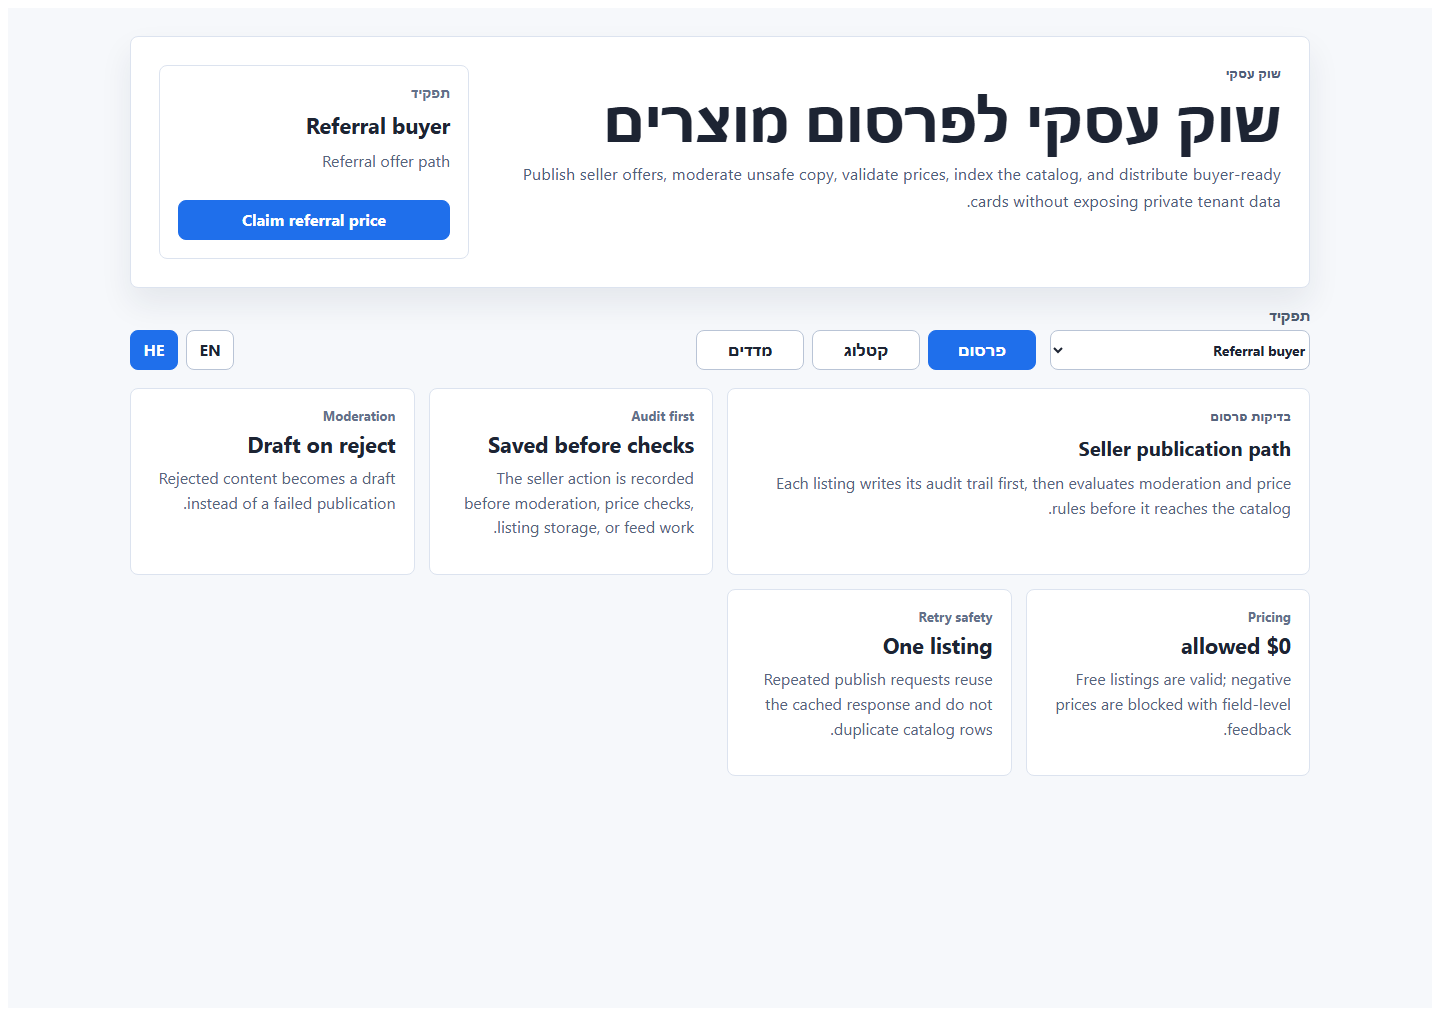 שוק עסקי
שוק עסקי לפרסום מוצרים
Publish seller offers, moderate unsafe copy, validate prices, index the catalog, and distribute buyer-ready
cards without exposing private tenant data.
תפקיד
Referral buyer
Referral offer path
Claim referral price
תפקיד
Referral buyer
פרסום
קטלוג
מדדים
EN
HE
בדיקות פרסום
Seller publication path
Each listing writes its audit trail first, then evaluates moderation and price
rules before it reaches the catalog.
Audit first
Saved before checks
The seller action is recorded
before moderation, price checks,
listing storage, or feed work.
Moderation
Draft on reject
Rejected content becomes a draft
instead of a failed publication.
Pricing
allowed $0
Free listings are valid; negative
prices are blocked with field-level
feedback.
Retry safety
One listing
Repeated publish requests reuse
the cached response and do not
duplicate catalog rows.